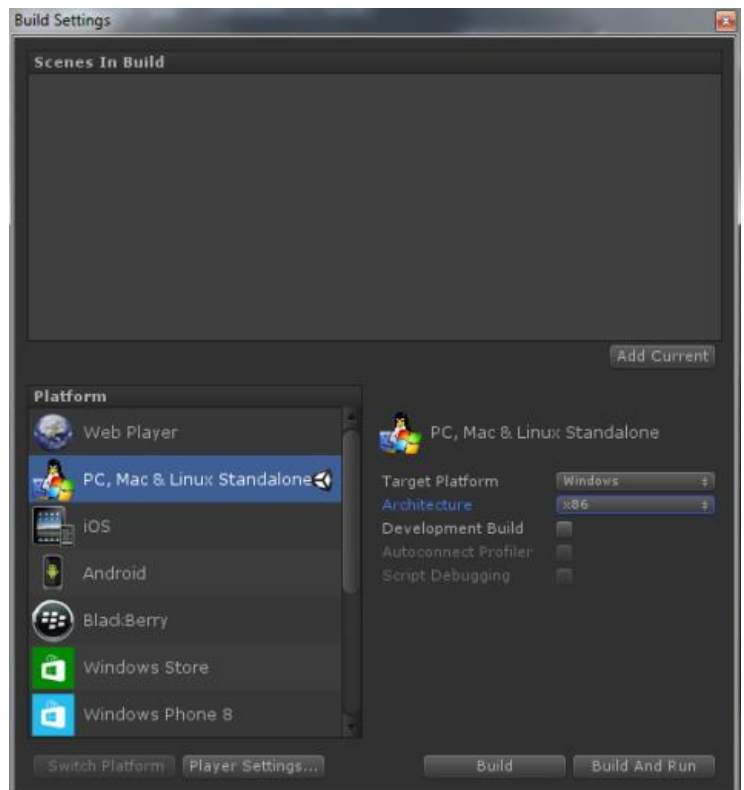 Build Settings
Scenes In Build
Add Current
Platform
Web Player
PC, Mac & Linux Standalone
iOS
Android
BlackBerry
Windows Store
Windows Phone 8
PC, Mac & Linux Standalone
Target Platform Windows
Architecture x86
Development Build
Autoconnect Profiler
Script Debugging
Switch Platform Player Settings... Build Build And Run